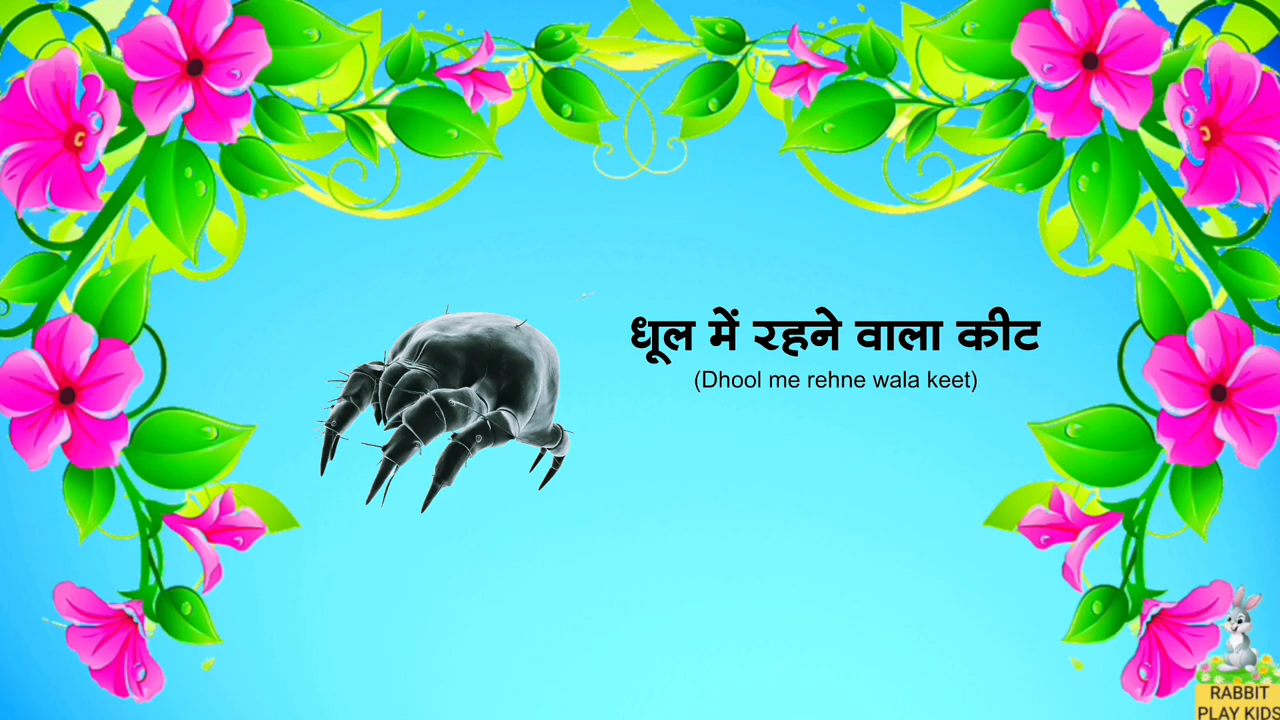 धूल में रहने वाला कीट
(Dhool me rehne wala keet)
RABBIT
PLAY KIDS